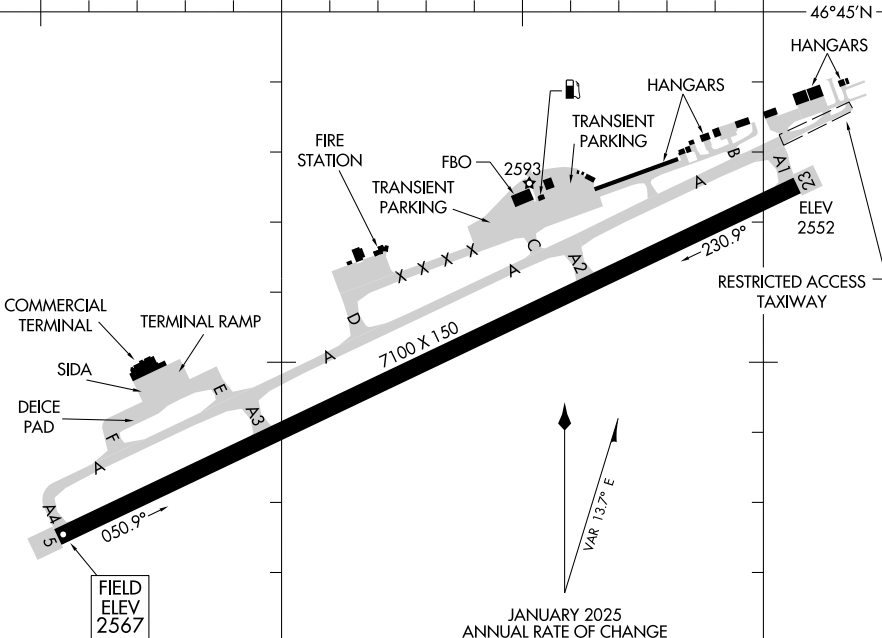 46°45'N
HANGARS
HANGARS
TRANSIENT
PARKING
FIRE
STATION
FBO
2593
TRANSIENT
PARKING
B
A1
A
23
ELEV
2552
C
A2
A
230.9°
RESTRICTED ACCESS
TAXIWAY
X X X X
D
COMMERCIAL
TERMINAL
TERMINAL RAMP
7100 X 150
A
SIDA
E
DEICE
PAD
A3
F
A
A4
5
050.9°
VAR 13.7° E
FIELD
ELEV
2567
JANUARY 2025
ANNUAL RATE OF CHANGE